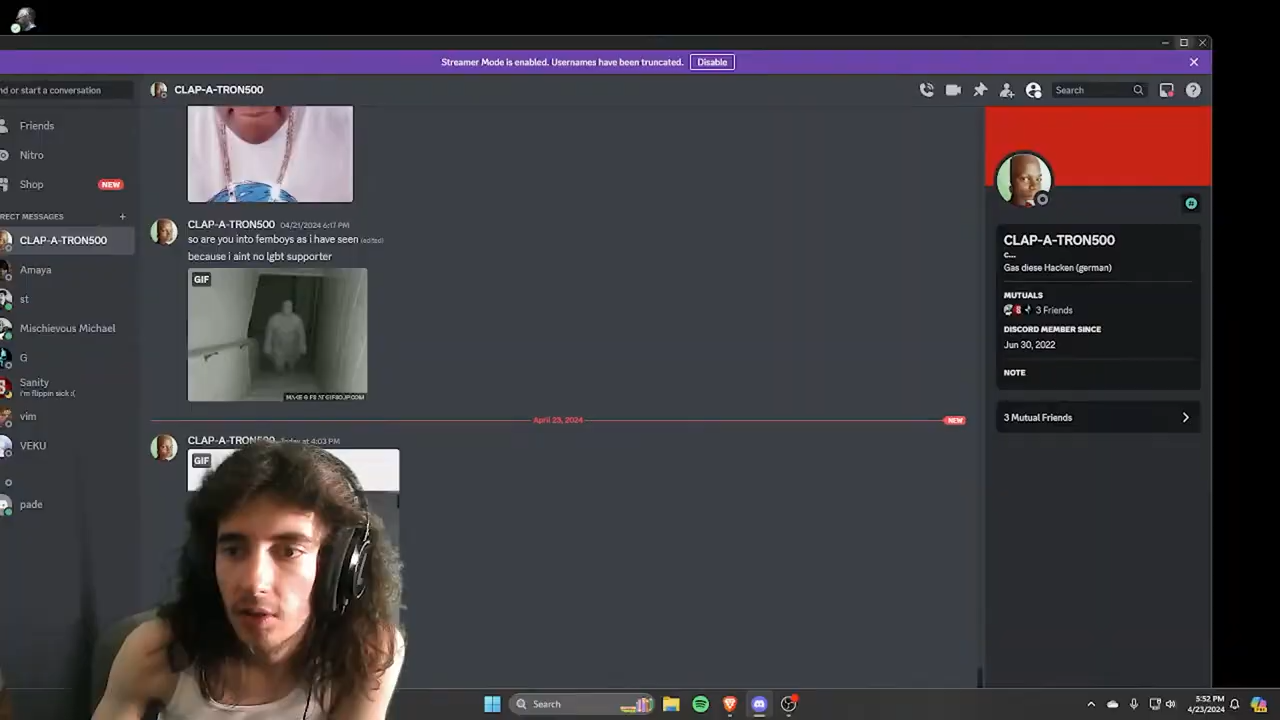 Streamer Mode is enabled. Usernames have been truncated. Disable
nd or start a conversation
CLAP-A-TRON500
Search
Friends
Nitro
Shop NEW
RECT MESSAGES
CLAP-A-TRON500
Amaya
st
Mischievous Michael
G
Sanity
i'm flippin sick :(
vim
VEKU
pade
CLAP-A-TRON500 04/21/2024 6:17 PM
so are you into femboys as i have seen (edited)
because i aint no lgbt supporter
GIF
April 23, 2024 NEW
CLAP-A-TRON500 Today at 4:03 PM
GIF
CLAP-A-TRON500
c...
Gas diese Hacken (german)
MUTUALS
3 Friends
DISCORD MEMBER SINCE
Jun 30, 2022
NOTE
3 Mutual Friends
Search
5:52 PM
4/23/2024